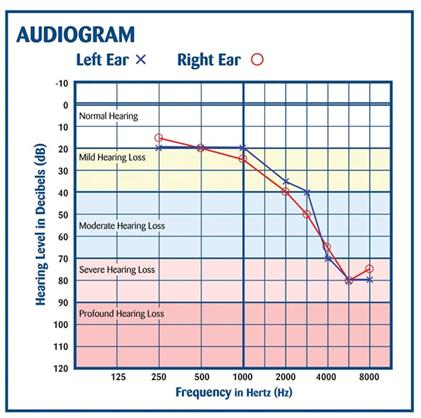 AUDIOGRAM
Left Ear × Right Ear O
-10
0
Normal Hearing
10
20
Mild Hearing Loss
30
40
50
Moderate Hearing Loss
60
70
Severe Hearing Loss
80
90
Profound Hearing Loss
100
110
120
Hearing Level in Decibels (dB)
125 250 500 1000 2000 4000 8000
Frequency in Hertz (Hz)